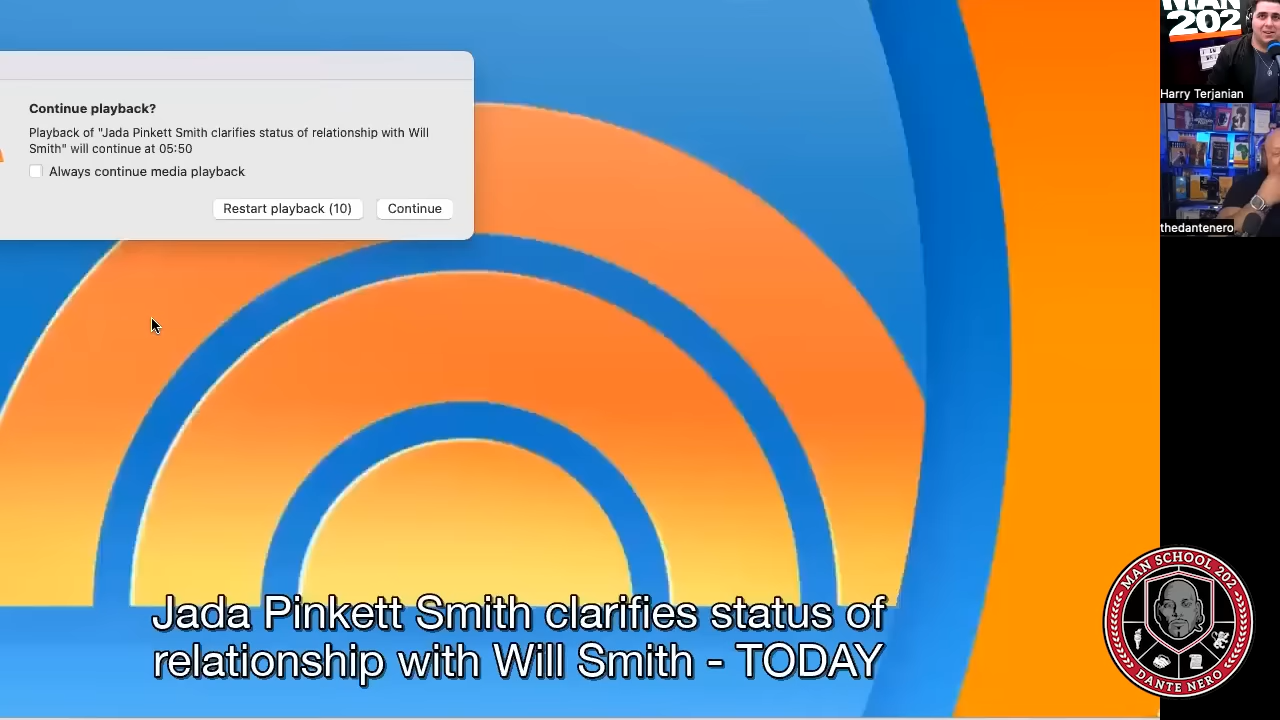 MAN
202
Harry Terjanian
thedantenero
Continue playback?
Playback of "Jada Pinkett Smith clarifies status of relationship with Will
Smith" will continue at 05:50
Always continue media playback
Restart playback (10)
Continue
MAN SCHOOL 202
DANTE NERO
Jada Pinkett Smith clarifies status of
relationship with Will Smith - TODAY